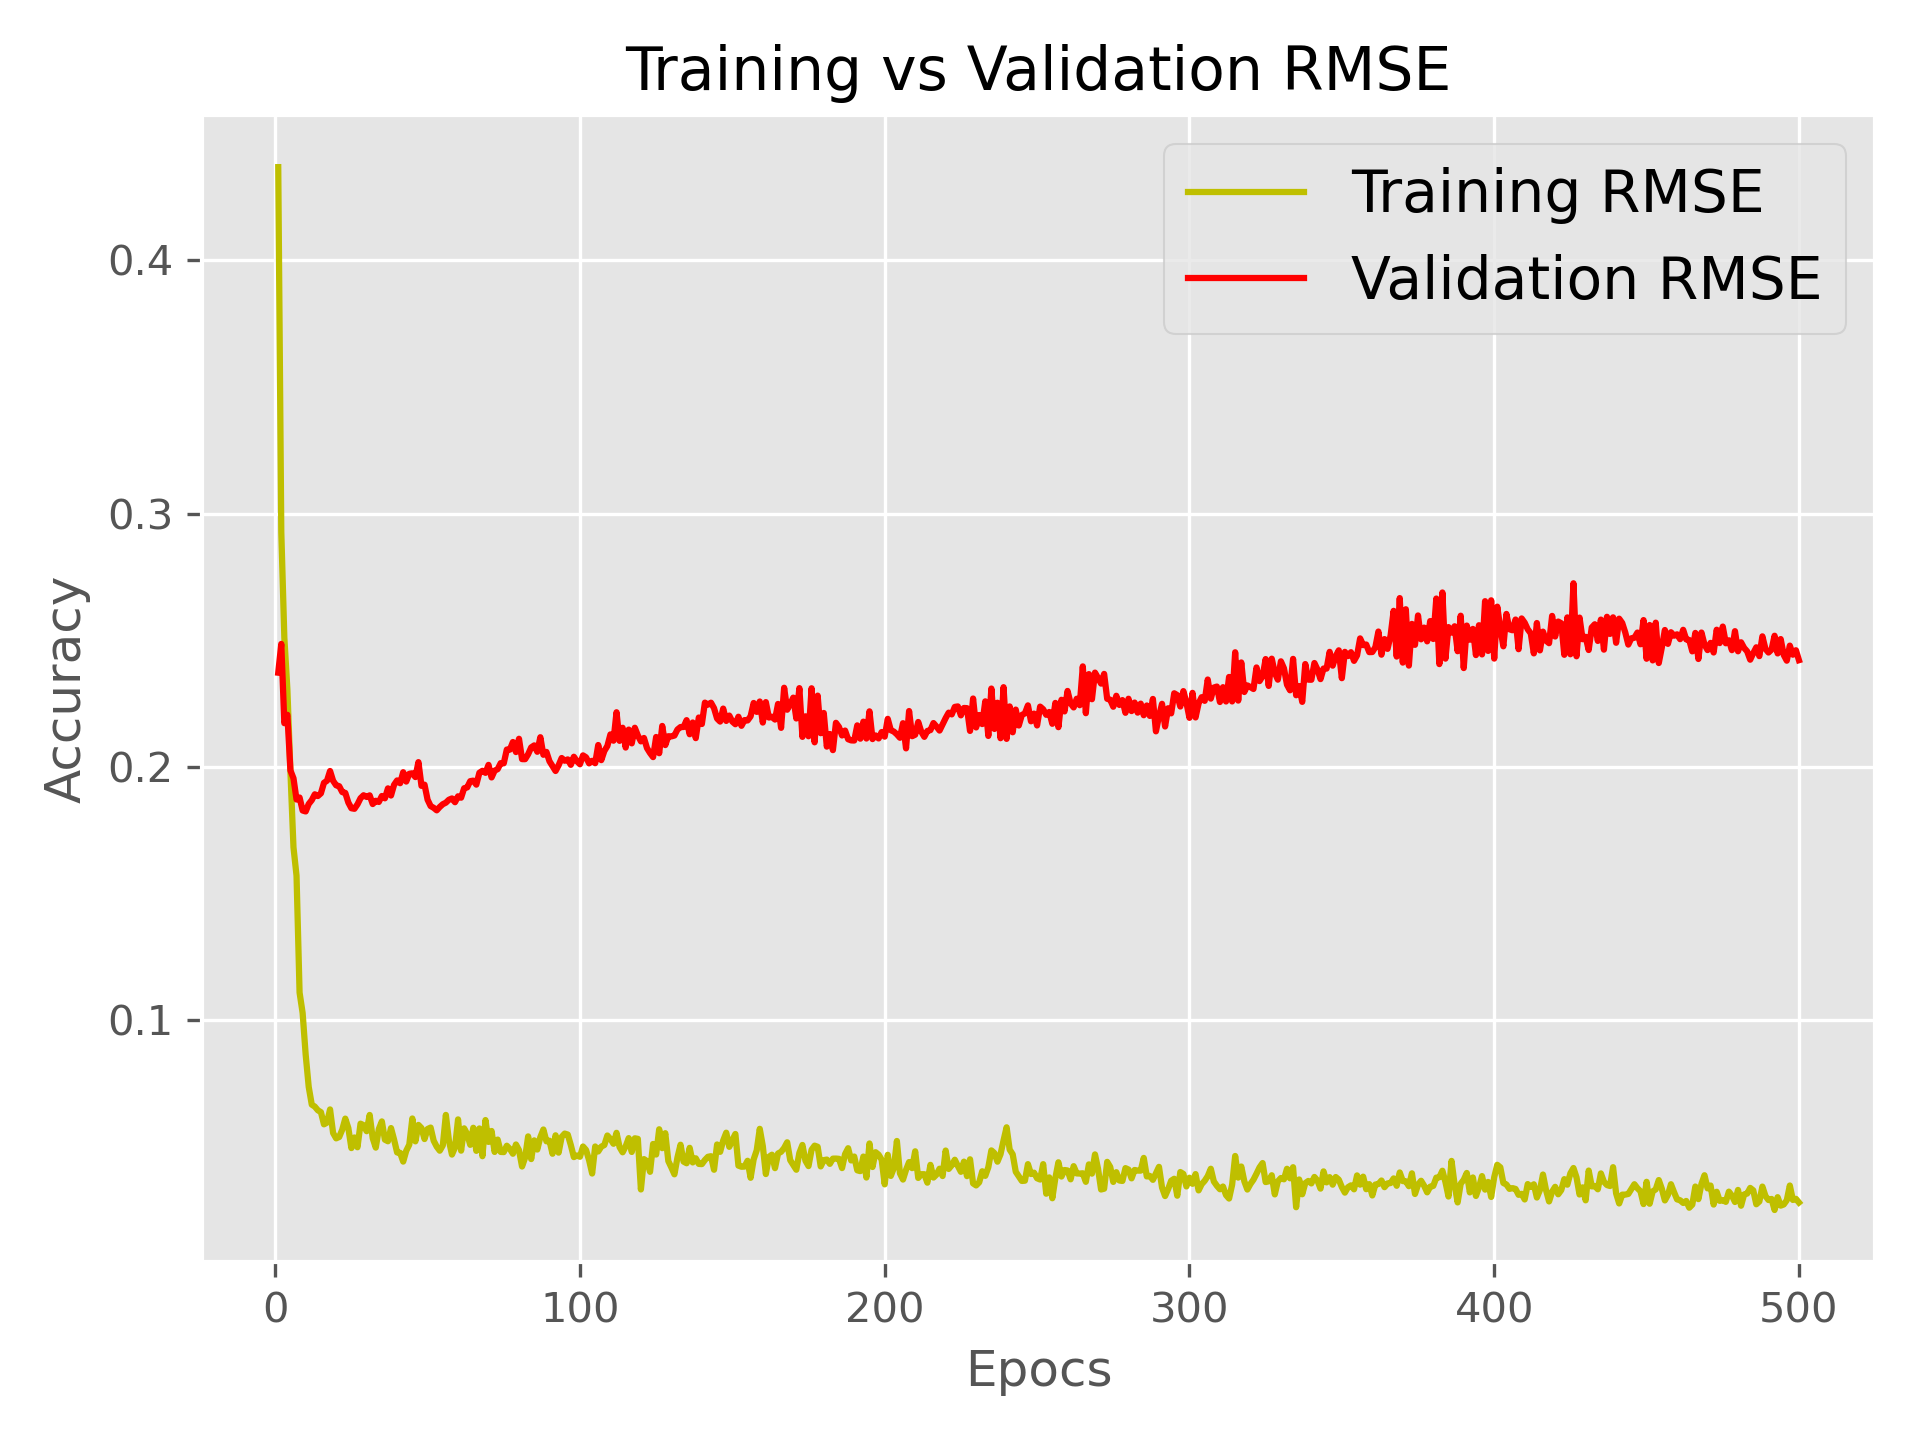 Training vs Validation RMSE
Training RMSE
Validation RMSE
Accuracy
0.4
0.3
0.2
0.1
0 100 200 300 400 500
Epocs